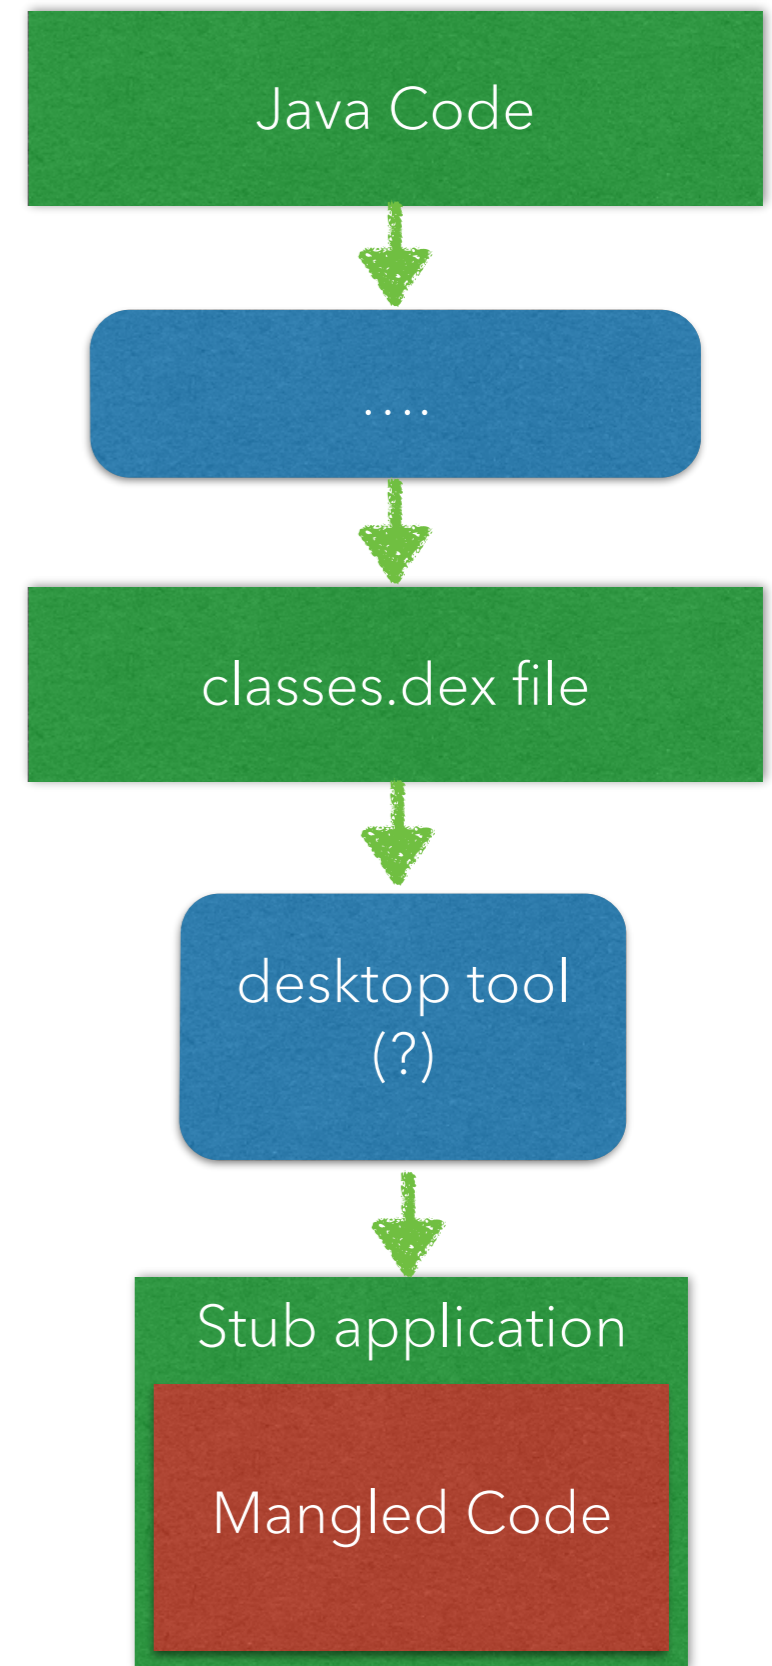 Java Code
....
classes.dex file
desktop tool
(?)
Stub application
Mangled Code